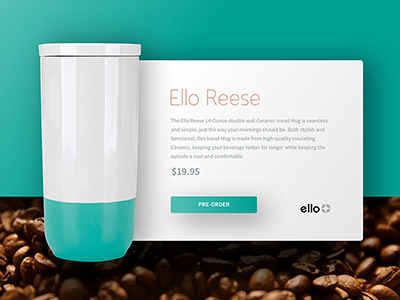 Ello Reese
The Ello Reese 14-Ounce double wall Ceramic travel Mug is seamless
and simple, just the way your mornings should be. Both stylish and
functional, this travel Mug is made from high-quality insulating
Ceramic, keeping your beverage hotter for longer while keeping the
outside a cool and comfortable.
$19.95
PRE-ORDER
ello